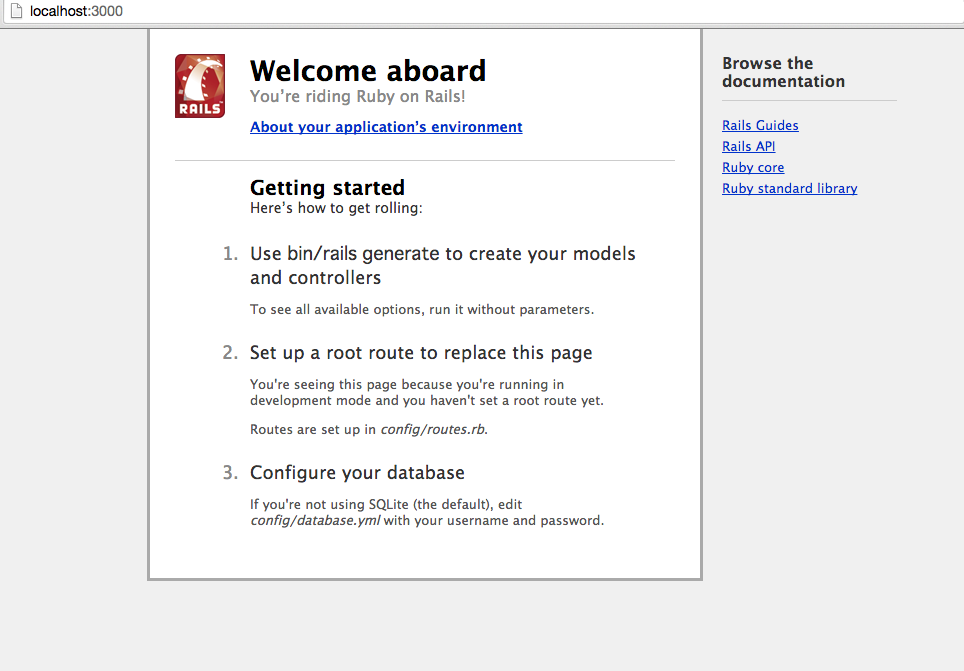 localhost:3000
RAILS
Welcome aboard
You’re riding Ruby on Rails!
About your application’s environment
Getting started
Here’s how to get rolling:
1. Use bin/rails generate to create your models
and controllers
To see all available options, run it without parameters.
2. Set up a root route to replace this page
You're seeing this page because you're running in
development mode and you haven't set a root route yet.
Routes are set up in config/routes.rb.
3. Configure your database
If you're not using SQLite (the default), edit
config/database.yml with your username and password.
Browse the
documentation
Rails Guides
Rails API
Ruby core
Ruby standard library